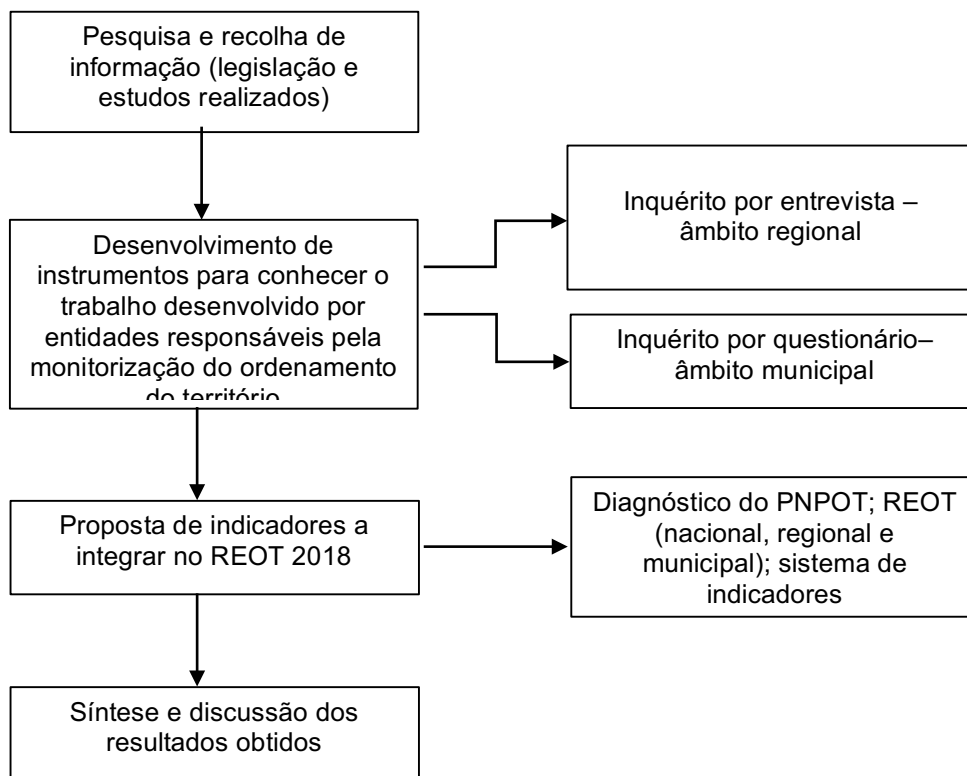 Pesquisa e recolha de
informação (legislação e
estudos realizados)
Desenvolvimento de
instrumentos para conhecer o
trabalho desenvolvido por
entidades responsáveis pela
monitorização do ordenamento
do território
Inquérito por entrevista –
âmbito regional
Inquérito por questionário–
âmbito municipal
Proposta de indicadores a
integrar no REOT 2018
Diagnóstico do PNPOT; REOT
(nacional, regional e
municipal); sistema de
indicadores
Síntese e discussão dos
resultados obtidos